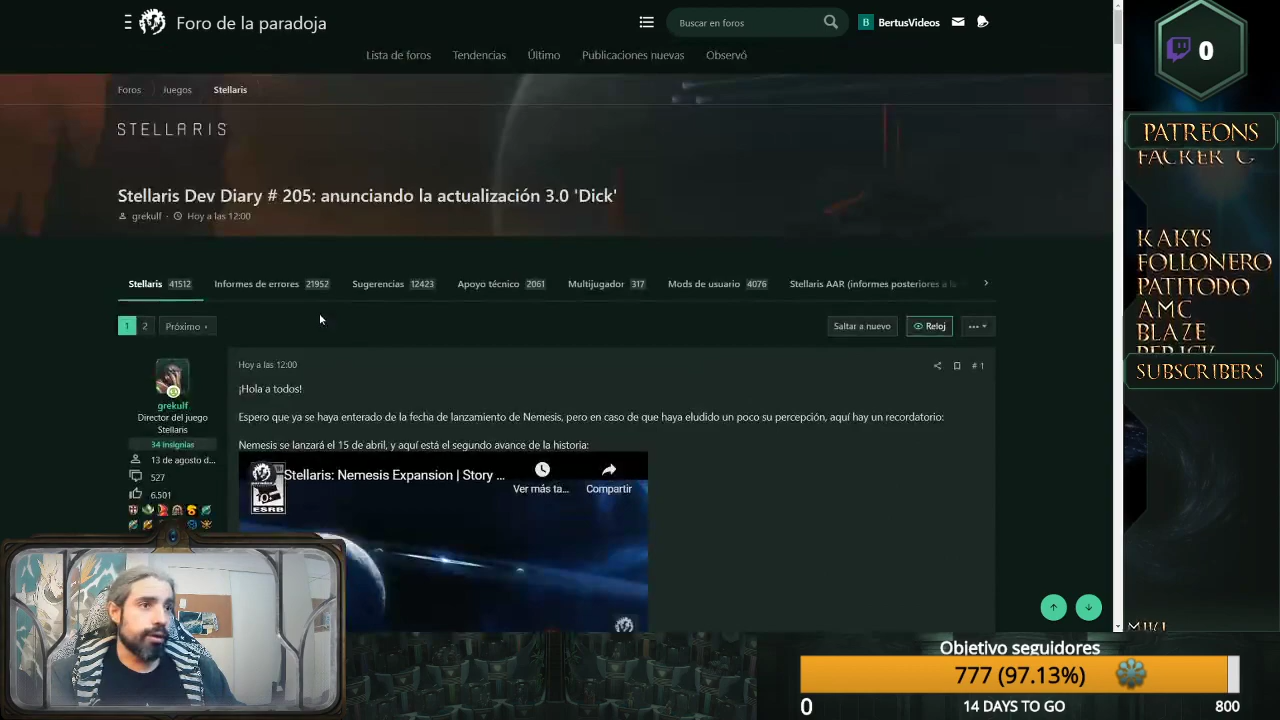 Foro de la paradoja
Buscar en foros
B BertusVideos
0
Lista de foros Tendencias Último Publicaciones nuevas Observó
Foros Juegos Stellaris
STELLARIS
PATREONS
FACKER G
Stellaris Dev Diary # 205: anunciando la actualización 3.0 'Dick'
grekulf · Hoy a las 12:00
KAKYS
FOLLONERO
PATITODO
AMC
BLAZE
Stellaris 41512 Informes de errores 21952 Sugerencias 12423 Apoyo técnico 2061 Multijugador 317 Mods de usuario 4076 Stellaris AAR (informes posteriores a la
1 2 Próximo
Saltar a nuevo Reloj
SUBSCRIBERS
Hoy a las 12:00
# 1
grekulf
Director del juego
Stellaris
34 Insignias
13 de agosto d...
527
6.501
¡Hola a todos!
Espero que ya se haya enterado de la fecha de lanzamiento de Nemesis, pero en caso de que haya eludido un poco su percepción, aquí hay un recordatorio:
Nemesis se lanzará el 15 de abril, y aquí está el segundo avance de la historia:
Stellaris: Nemesis Expansion | Story ...
Ver más ta...
Compartir
ESRB
Objetivo seguidores
777 (97.13%)
0 14 DAYS TO GO 800